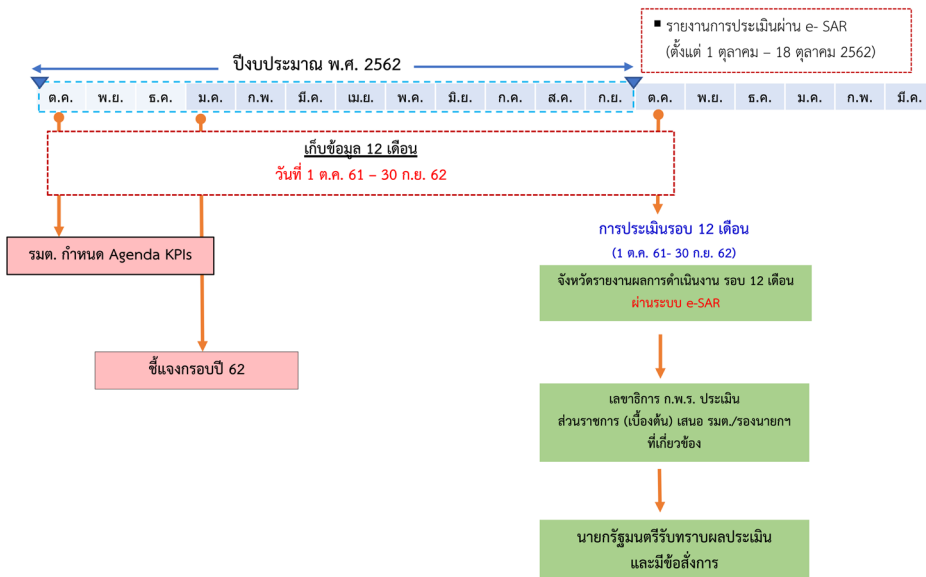 ▪ รายงานการประเมินผ่าน e- SAR
(ตั้งแต่ 1 ตุลาคม – 18 ตุลาคม 2562)
ปีงบประมาณ พ.ศ. 2562
ต.ค. พ.ย. ธ.ค. ม.ค. ก.พ. มี.ค. เม.ย. พ.ค. มิ.ย. ก.ค. ส.ค. ก.ย. ต.ค. พ.ย. ธ.ค. ม.ค. ก.พ. มี.ค.
เก็บข้อมูล 12 เดือน
วันที่ 1 ต.ค. 61 – 30 ก.ย. 62
รมต. กำหนด Agenda KPIs
ชี้แจงกรอบปี 62
การประเมินรอบ 12 เดือน
(1 ต.ค. 61- 30 ก.ย. 62)
จังหวัดรายงานผลการดำเนินงาน รอบ 12 เดือน
ผ่านระบบ e-SAR
เลขาธิการ ก.พ.ร. ประเมิน
ส่วนราชการ (เบื้องต้น) เสนอ รมต./รองนายกฯ
ที่เกี่ยวข้อง
นายกรัฐมนตรีรับทราบผลประเมิน
และมีข้อสั่งการ